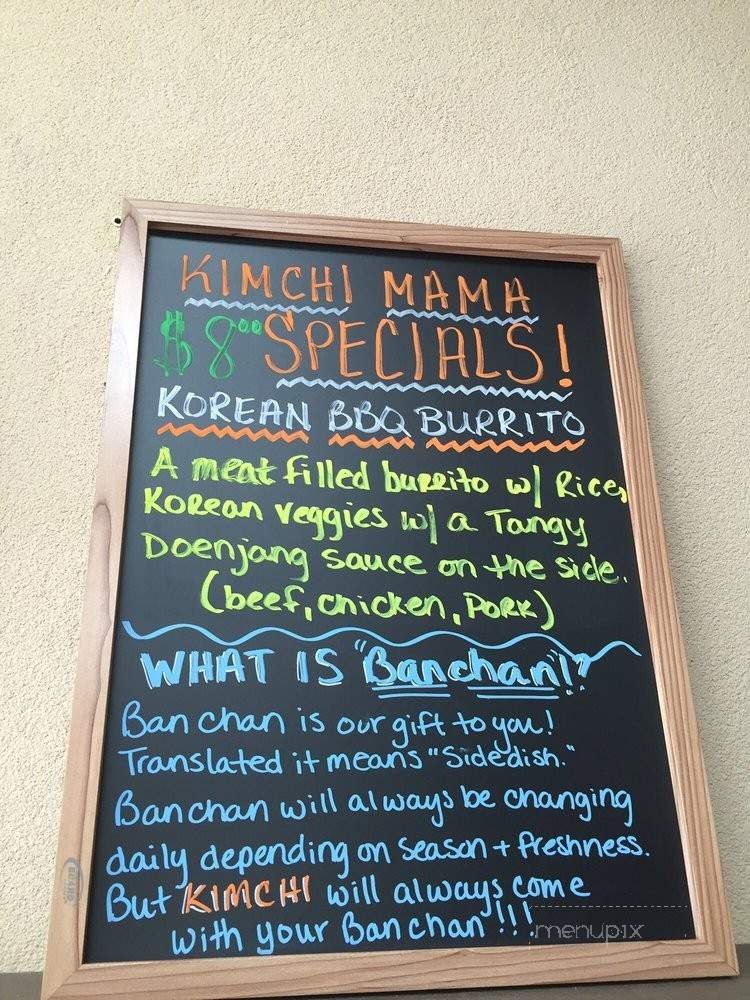 KIMCHI MAMA
$8.00 SPECIALS!
KOREAN BBQ BURRITO
A meat filled burrito w/ Rice,
Korean veggies w/ a Tangy
Doenjang sauce on the side.
(beef, chicken, Pork)
WHAT IS "Banchan"!?
Banchan is our gift to you!
Translated it means "Sidedish."
Banchan will always be changing
daily depending on season + freshness.
But KIMCHI will always come
with your Banchan!!!
menupix